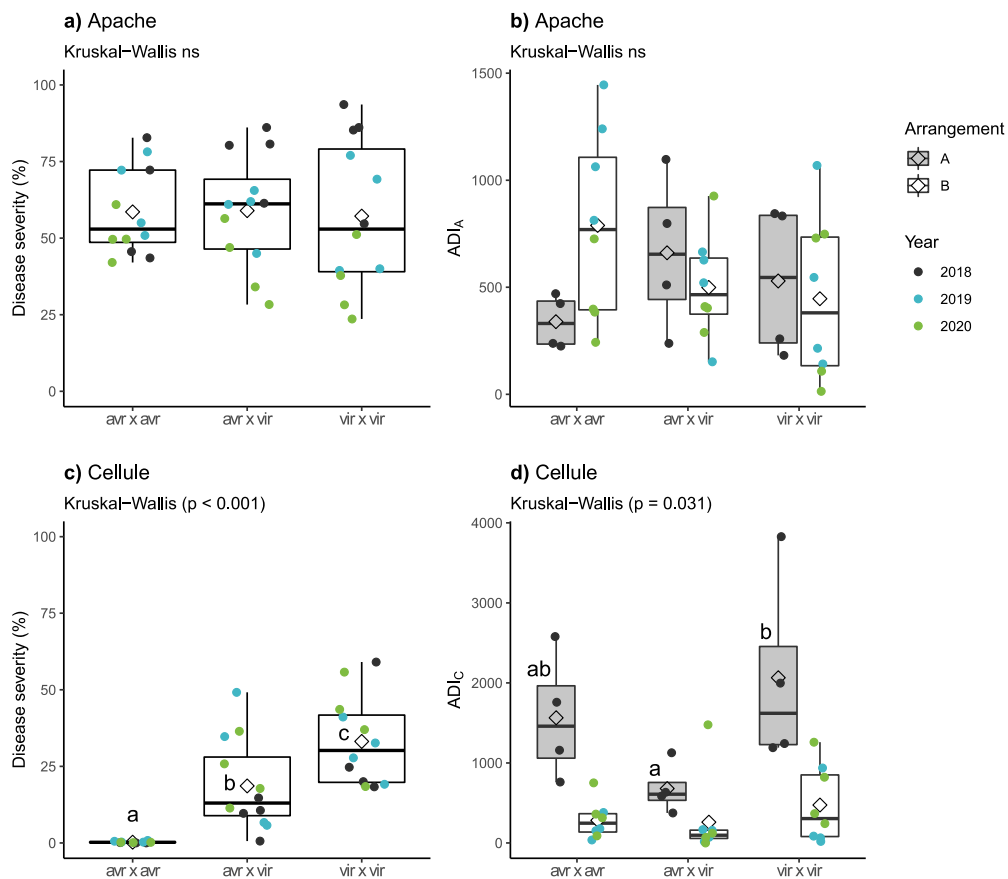 a) Apache
Kruskal−Wallis ns
Disease severity (%)
100
75
50
25
0
avr x avr
avr x vir
vir x vir
b) Apache
Kruskal−Wallis ns
ADIA
1500
1000
500
0
avr x avr
avr x vir
vir x vir
Arrangement
A
B
Year
2018
2019
2020
c) Cellule
Kruskal−Wallis (p < 0.001)
Disease severity (%)
100
75
50
25
0
a
b
c
avr x avr
avr x vir
vir x vir
d) Cellule
Kruskal−Wallis (p = 0.031)
ADIC
4000
3000
2000
1000
0
ab
a
b
avr x avr
avr x vir
vir x vir